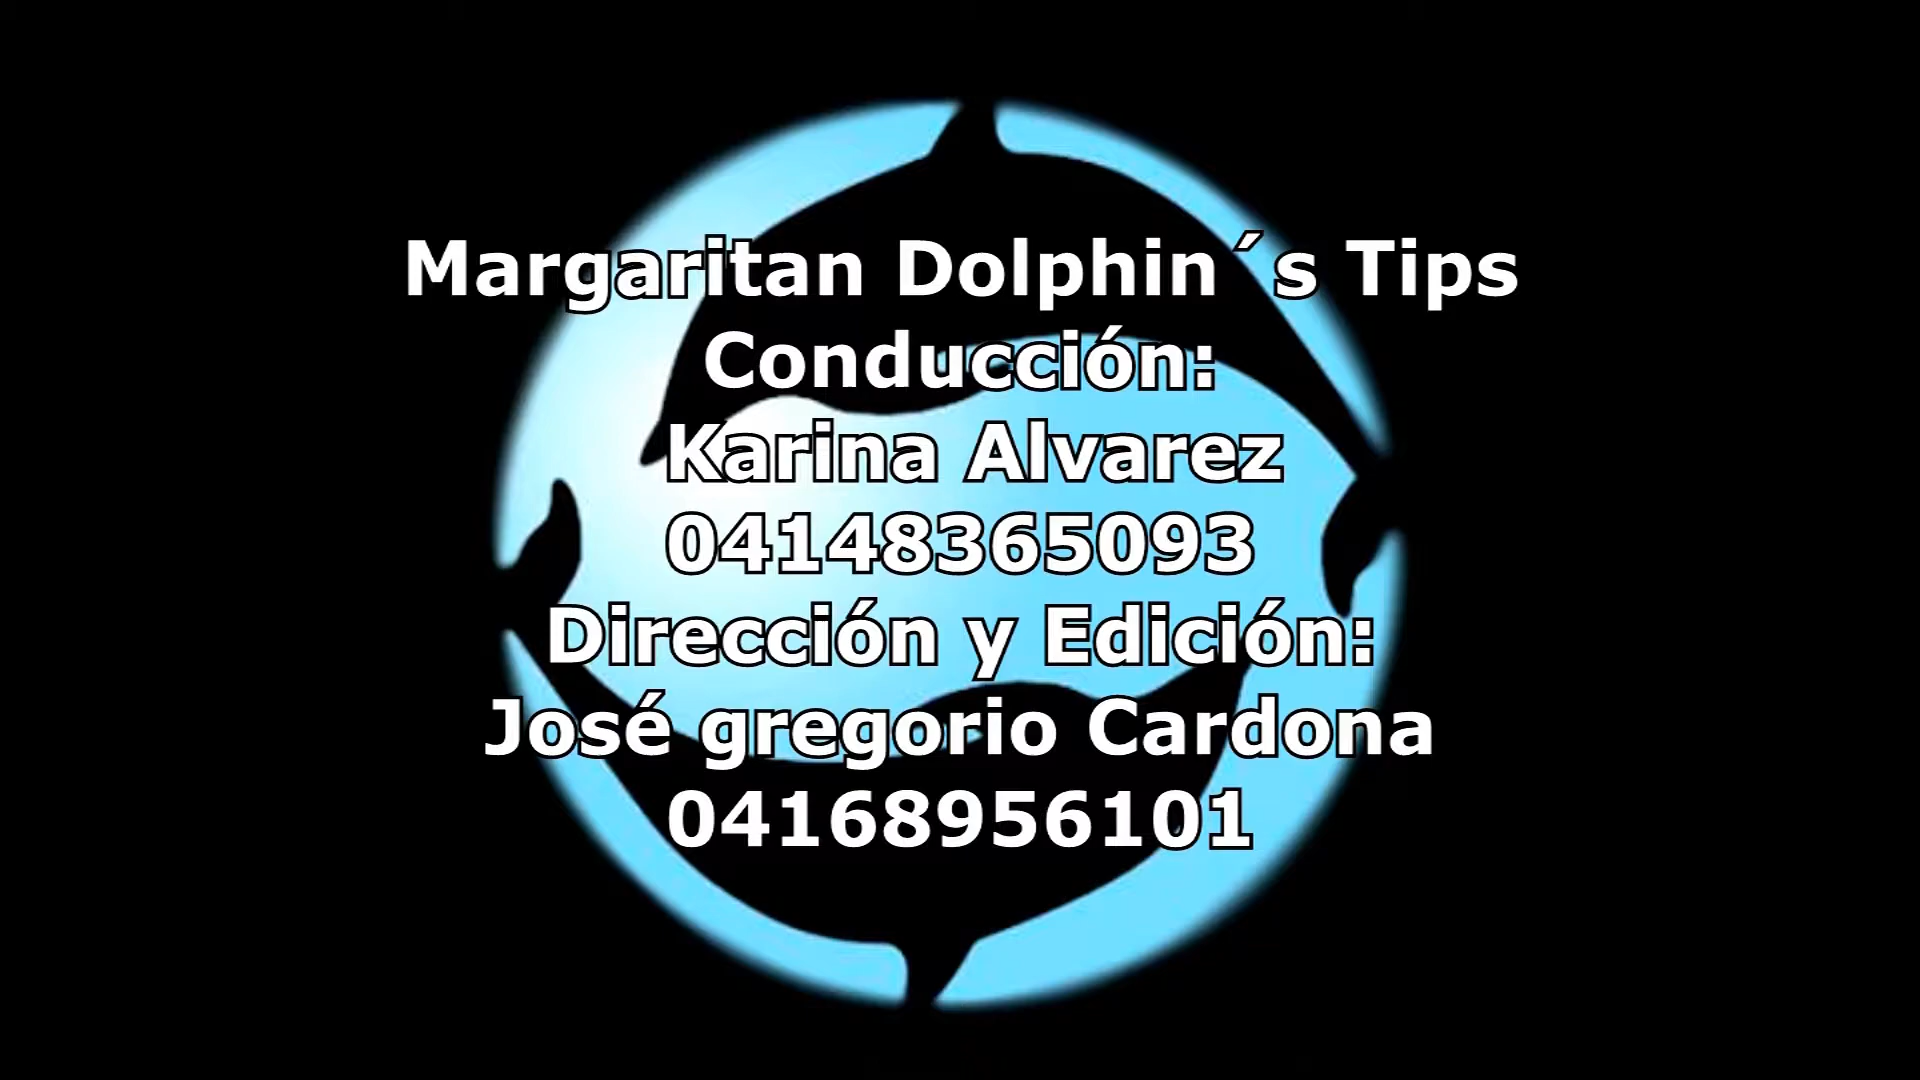 Margaritan Dolphin´s Tips
Conducción:
Karina Alvarez
04148365093
Dirección y Edición:
José gregorio Cardona
04168956101